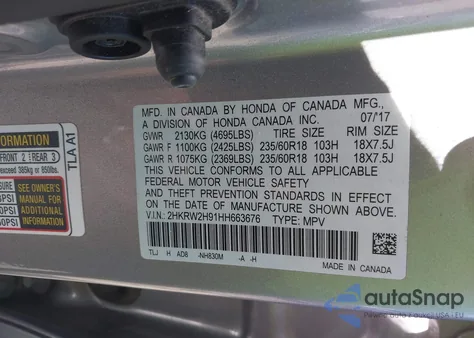 MFD. IN CANADA BY HONDA OF CANADA MFG.,
A DIVISION OF HONDA CANADA INC. 07/17
GVWR 2130KG (4695LBS) TIRE SIZE RIM SIZE
GAWR F 1100KG (2425LBS) 235/60R18 103H 18X7.5J
GAWR R 1075KG (2369LBS) 235/60R18 103H 18X7.5J
THIS VEHICLE CONFORMS TO ALL APPLICABLE
FEDERAL MOTOR VEHICLE SAFETY
AND THEFT PREVENTION STANDARDS IN EFFECT
ON THE DATE OF MANUFACTURE SHOWN ABOVE.
V.I.N.: 2HKRW2H91HH663676 TYPE: MPV
TLJ H AD8 -NH830M -A -H
MADE IN CANADA
TLA A1
FRONT 2 REAR 3
exceed 385kg or 850lbs.
SEE OWNER'S
MANUAL FOR
ADDITIONAL
INFORMATION
autoSnap